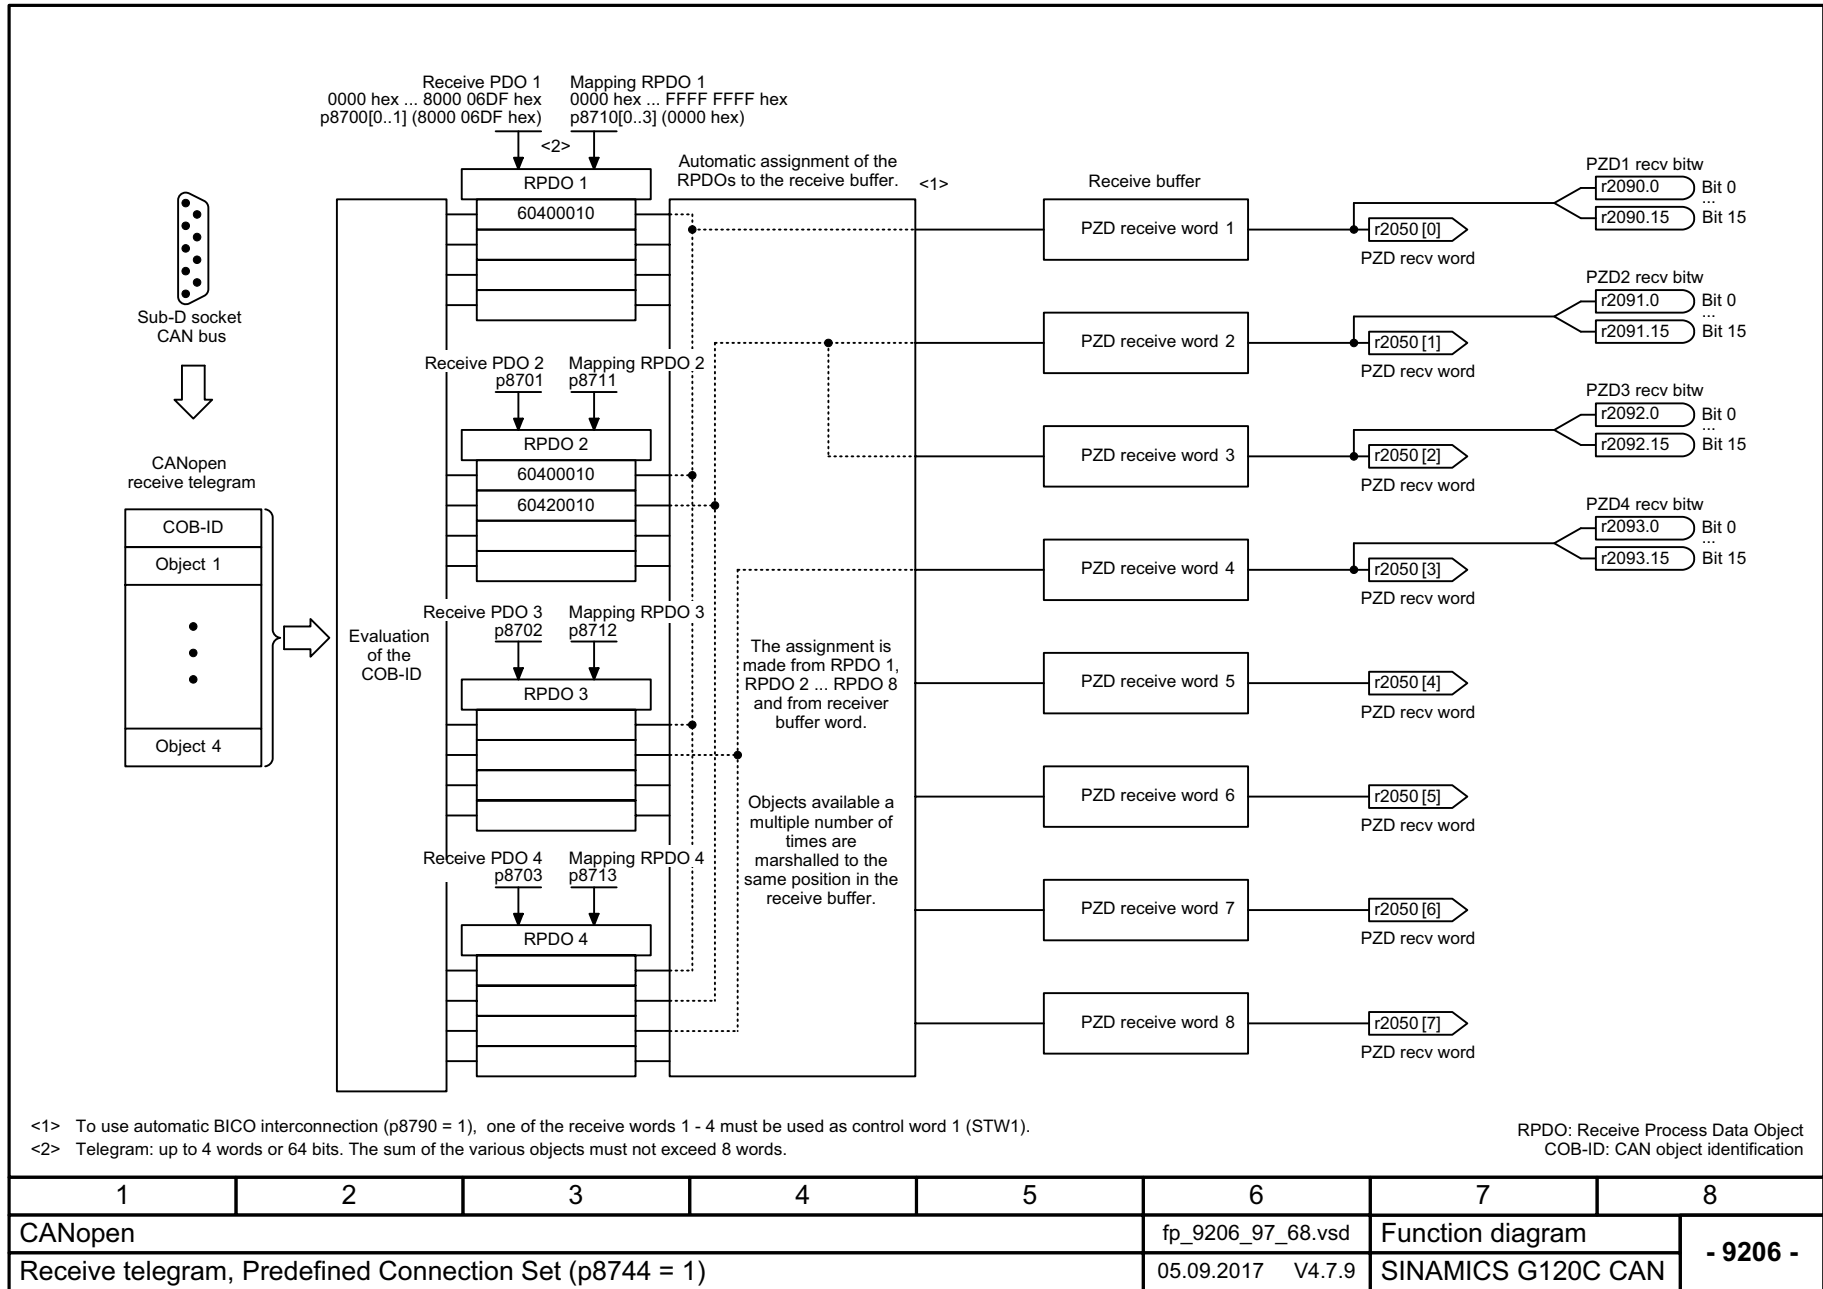 Receive PDO 1
0000 hex ... 8000 06DF hex
p8700[0..1] (8000 06DF hex)
Mapping RPDO 1
0000 hex ... FFFF FFFF hex
p8710[0..3] (0000 hex)
<2>
RPDO 1
60400010
Automatic assignment of the
RPDOs to the receive buffer.
<1>
Receive buffer
Sub-D socket
CAN bus
CANopen
receive telegram
COB-ID
Object 1
Object 4
Evaluation
of the
COB-ID
Receive PDO 2
p8701
Mapping RPDO 2
p8711
RPDO 2
60400010
60420010
Receive PDO 3
p8702
Mapping RPDO 3
p8712
RPDO 3
Receive PDO 4
p8703
Mapping RPDO 4
p8713
RPDO 4
The assignment is
made from RPDO 1,
RPDO 2 ... RPDO 8
and from receiver
buffer word.
Objects available a
multiple number of
times are
marshalled to the
same position in the
receive buffer.
PZD receive word 1
r2050 [0]
PZD recv word
PZD1 recv bitw
r2090.0 Bit 0
...
r2090.15 Bit 15
PZD receive word 2
r2050 [1]
PZD recv word
PZD2 recv bitw
r2091.0 Bit 0
...
r2091.15 Bit 15
PZD receive word 3
r2050 [2]
PZD recv word
PZD3 recv bitw
r2092.0 Bit 0
...
r2092.15 Bit 15
PZD receive word 4
r2050 [3]
PZD recv word
PZD4 recv bitw
r2093.0 Bit 0
...
r2093.15 Bit 15
PZD receive word 5
r2050 [4]
PZD recv word
PZD receive word 6
r2050 [5]
PZD recv word
PZD receive word 7
r2050 [6]
PZD recv word
PZD receive word 8
r2050 [7]
PZD recv word
<1> To use automatic BICO interconnection (p8790 = 1), one of the receive words 1 - 4 must be used as control word 1 (STW1).
<2> Telegram: up to 4 words or 64 bits. The sum of the various objects must not exceed 8 words.
RPDO: Receive Process Data Object
COB-ID: CAN object identification
1 2 3 4 5 6 7 8
CANopen
fp_9206_97_68.vsd
Function diagram
- 9206 -
Receive telegram, Predefined Connection Set (p8744 = 1)
05.09.2017 V4.7.9
SINAMICS G120C CAN